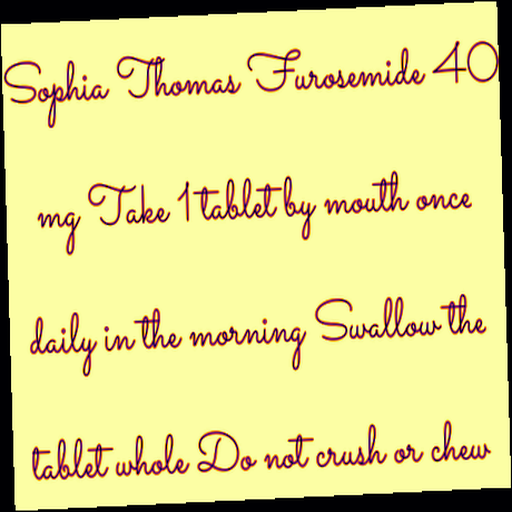 Sophia Thomas Furosemide 40
mg Take 1 tablet by mouth once
daily in the morning Swallow the
tablet whole Do not crush or chew